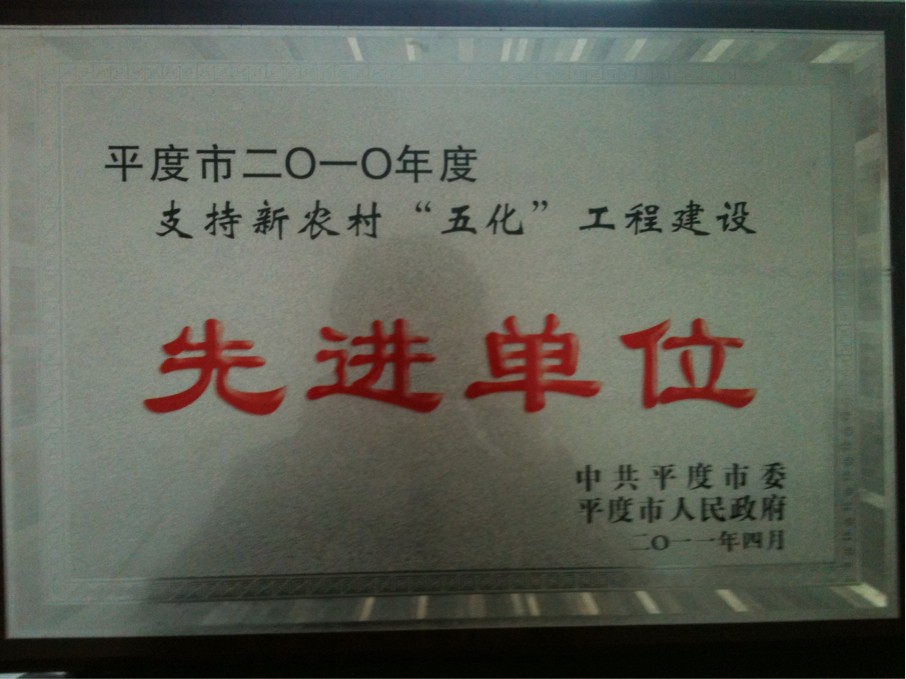 平度市二〇一〇年度
支持新农村“五化”工程建设
先进单位
中共平度市委
平度市人民政府
二〇一一年四月